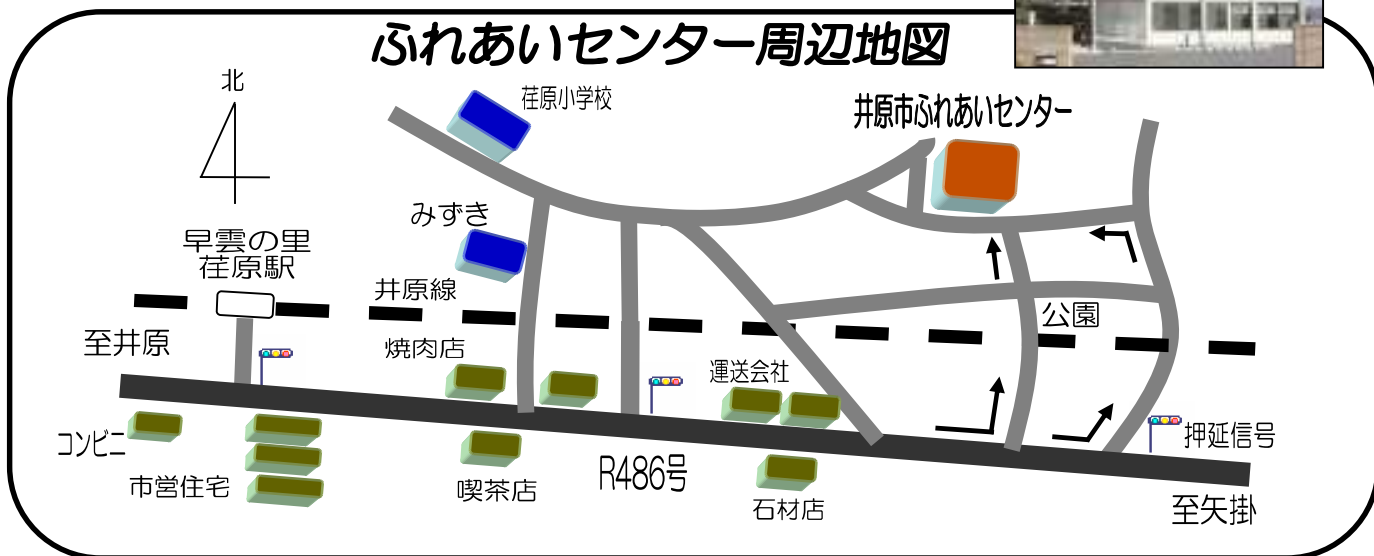 ふれあいセンター周辺地図
北
荏原小学校
井原市ふれあいセンター
みずき
早雲の里
荏原駅
井原線
公園
至井原
焼肉店
運送会社
コンビニ
押延信号
市営住宅
喫茶店
R486号
石材店
至矢掛